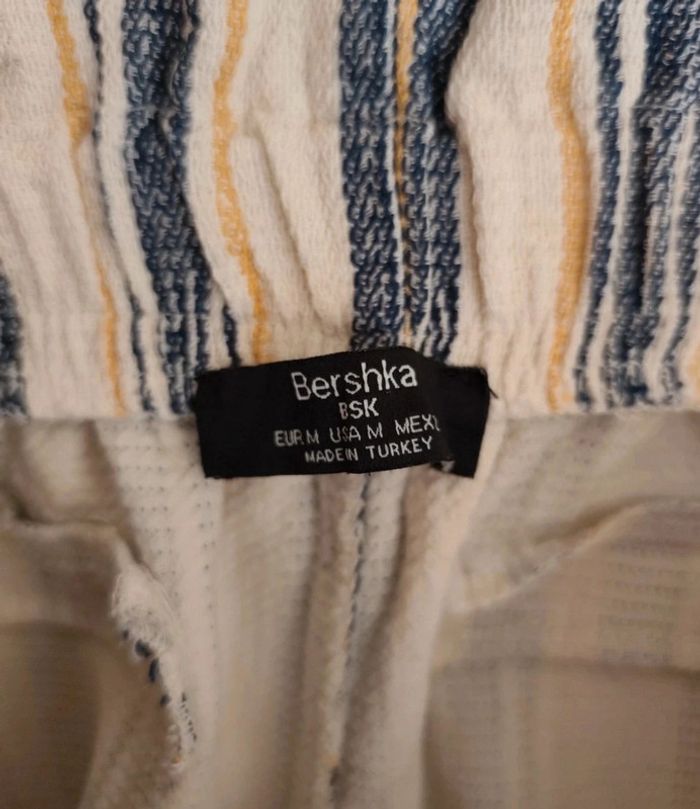 Bershka
BSK
EUR M USA M MEX L
MADE IN TURKEY